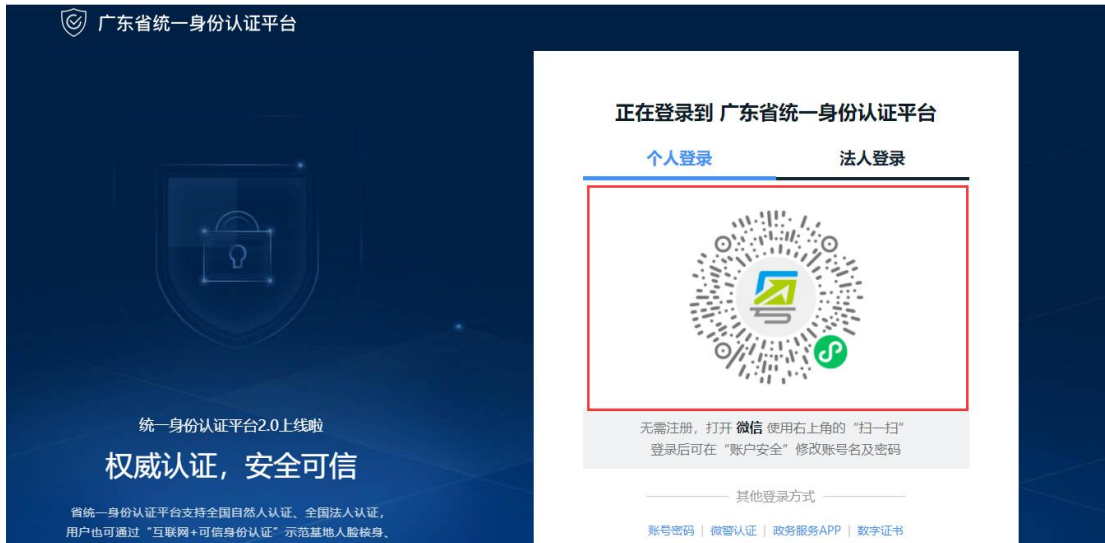 广东省统一身份认证平台
统一身份认证平台2.0上线啦
权威认证，安全可信
省统一身份认证平台支持全国自然人认证、全国法人认证，
用户也可通过“互联网+可信身份认证”示范基地人脸核身、
正在登录到 广东省统一身份认证平台
个人登录 法人登录
无需注册，打开 微信 使用右上角的“扫一扫”
登录后可在“账户安全”修改账号名及密码
其他登录方式
账号密码 | 微警认证 | 政务服务APP | 数字证书